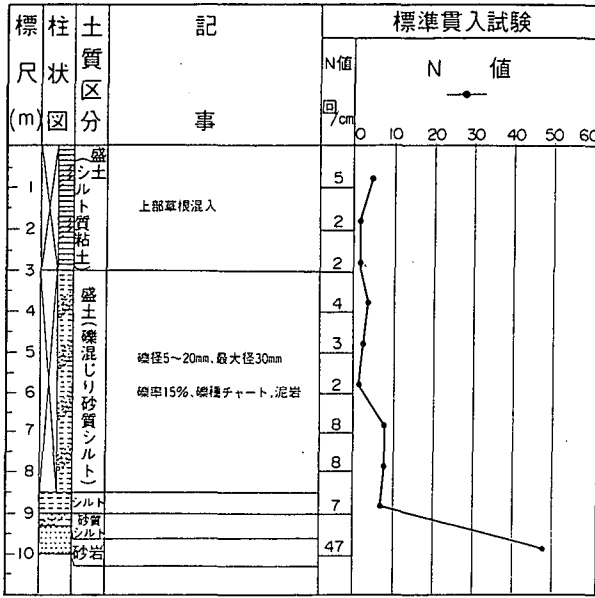 標尺(m)
柱状図
土質区分
記事
標準貫入試験
N値
回/cm
N 値
0 10 20 30 40 50 60
1
2
3
4
5
6
7
8
9
10
盛土(シルト質粘土)
盛土(礫混じり砂質シルト)
シルト
砂質シルト
砂岩
上部草根混入
礫径5～20mm、最大径30mm
礫率15%、礫種チャート、泥岩
5
2
2
4
3
2
8
8
7
47